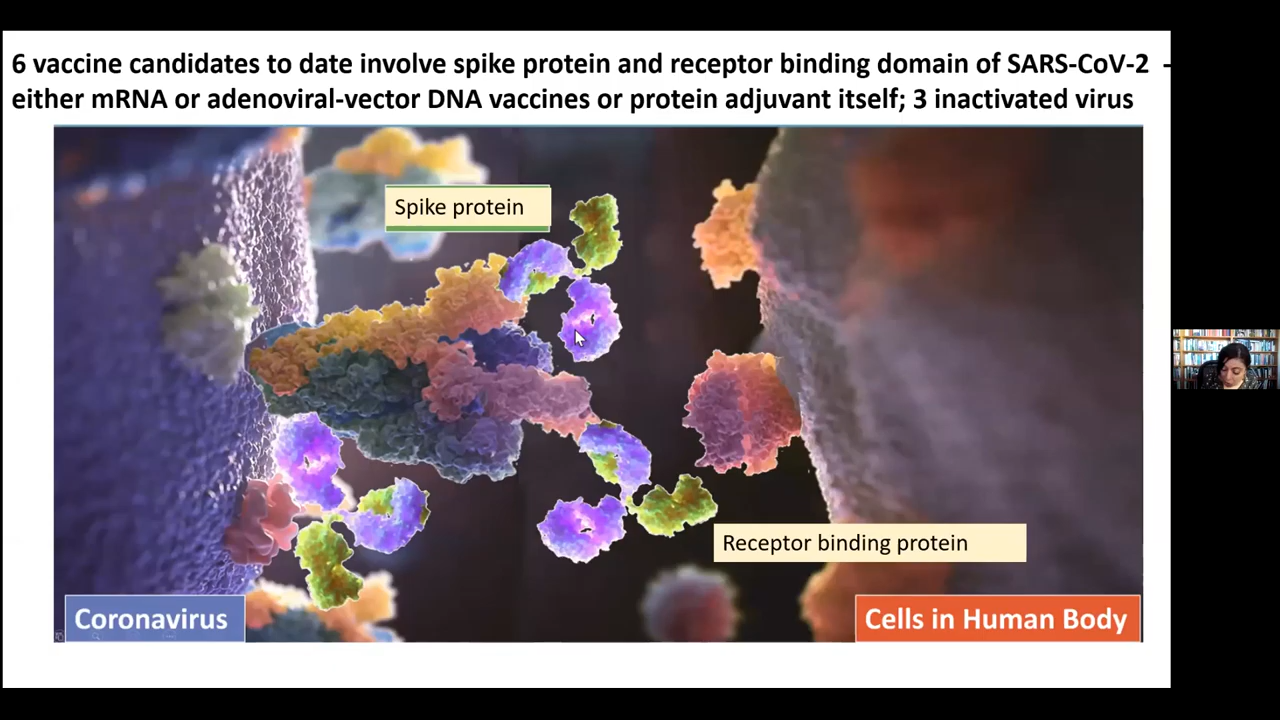 6 vaccine candidates to date involve spike protein and receptor binding domain of SARS-CoV-2 -
either mRNA or adenoviral-vector DNA vaccines or protein adjuvant itself; 3 inactivated virus
Spike protein
Receptor binding protein
Coronavirus
Cells in Human Body